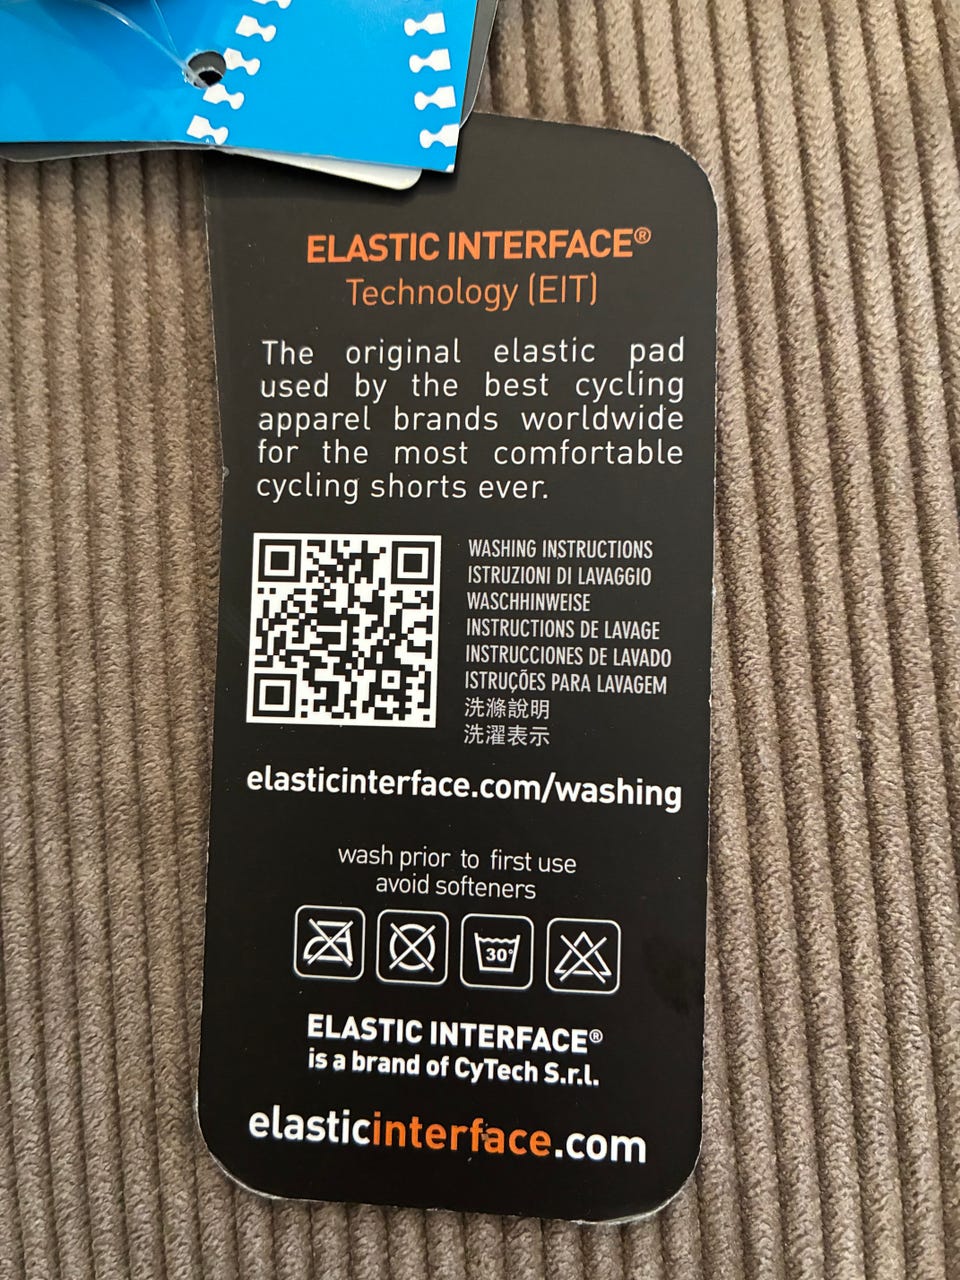 ELASTIC INTERFACE®
Technology (EIT)
The original elastic pad
used by the best cycling
apparel brands worldwide
for the most comfortable
cycling shorts ever.
WASHING INSTRUCTIONS
ISTRUZIONI DI LAVAGGIO
WASCHHINWEISE
INSTRUCTIONS DE LAVAGE
INSTRUCCIONES DE LAVADO
ISTRUÇÕES PARA LAVAGEM
洗滌說明
洗濯表示
elasticinterface.com/washing
wash prior to first use
avoid softeners
30°
ELASTIC INTERFACE®
is a brand of CyTech S.r.l.
elasticinterface.com